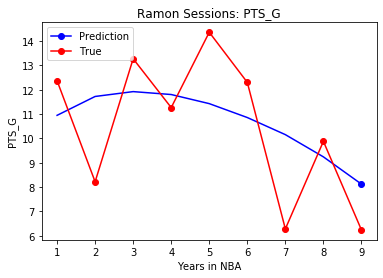 Ramon Sessions: PTS_G
Prediction
True
PTS_G
14
13
12
11
10
9
8
7
6
1 2 3 4 5 6 7 8 9
Years in NBA